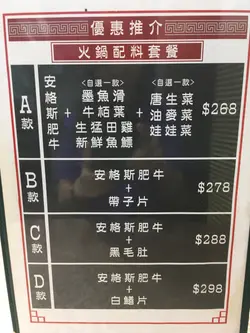 優惠推介
火鍋配料套餐
A款
安格斯肥牛
+
<自選一款>
墨魚滑
牛栢葉
生猛田雞
新鮮魚鰾
+
<自選一款>
唐生菜
油麥菜
娃娃菜
$268
B款
安格斯肥牛
+
帶子片
$278
C款
安格斯肥牛
+
黑毛肚
$288
D款
安格斯肥牛
+
白鱔片
$298